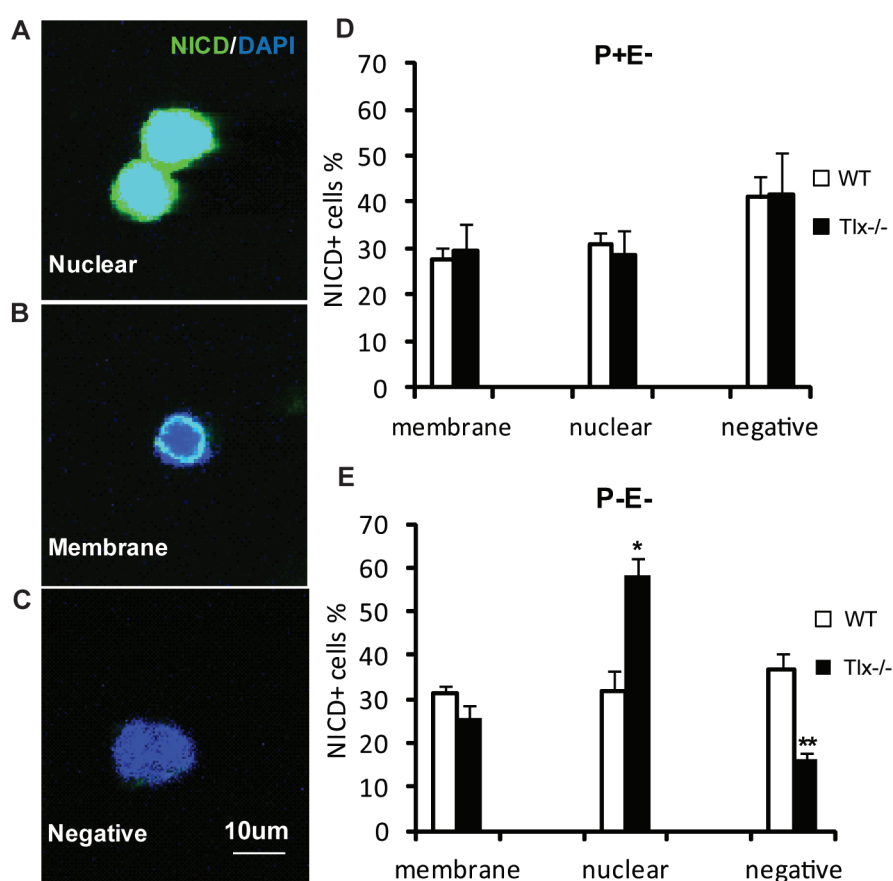 A
NICD/DAPI
Nuclear
B
Membrane
C
Negative
10um
D
P+E-
NICD+ cells %
70
60
50
40
30
20
10
0
membrane nuclear negative
WT
Tlx-/-
E
P-E-
NICD+ cells %
70
60
50
40
30
20
10
0
*
**
membrane nuclear negative
WT
Tlx-/-